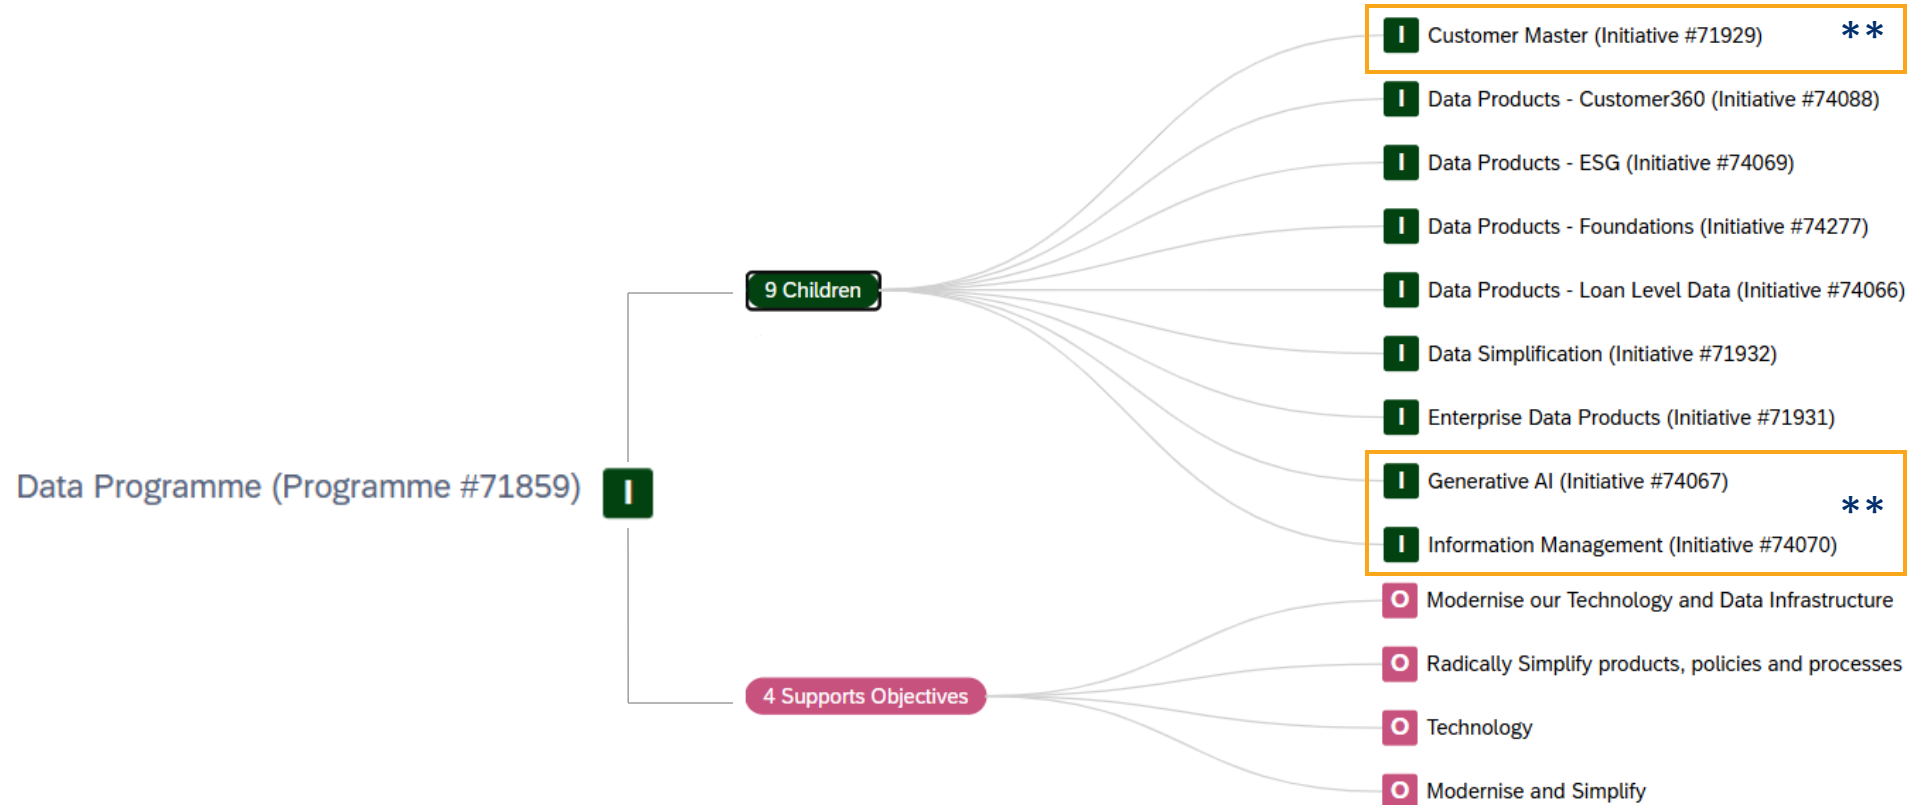 Customer Master (Initiative #71929)
**
Data Products - Customer360 (Initiative #74088)
Data Products - ESG (Initiative #74069)
Data Products - Foundations (Initiative #74277)
9 Children
Data Products - Loan Level Data (Initiative #74066)
Data Simplification (Initiative #71932)
Enterprise Data Products (Initiative #71931)
Data Programme (Programme #71859)
Generative AI (Initiative #74067)
**
Information Management (Initiative #74070)
Modernise our Technology and Data Infrastructure
Radically Simplify products, policies and processes
4 Supports Objectives
Technology
Modernise and Simplify
I
I
I
I
I
I
I
I
I
I
O
O
O
O